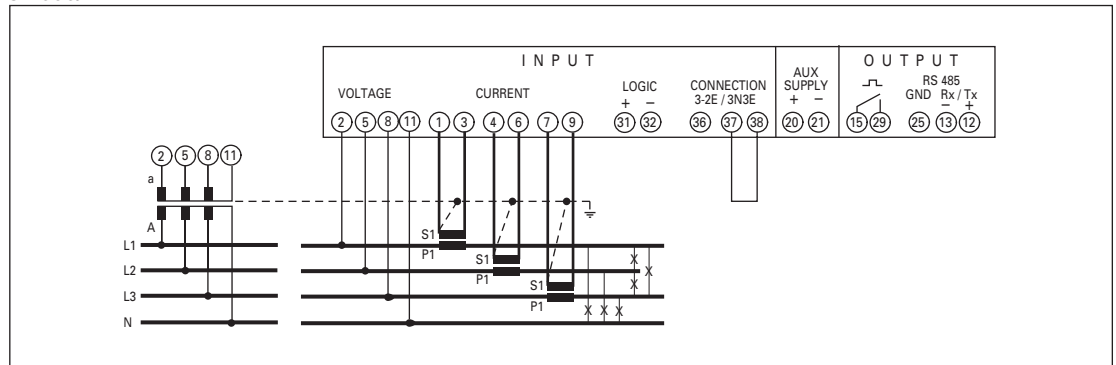 INPUT
OUTPUT
VOLTAGE
CURRENT
LOGIC
+ −
CONNECTION
3-2E / 3N3E
AUX
SUPPLY
+ −
RS 485
GND Rx / Tx
− +
2 5 8 11 1 3 4 6 7 9 31 32 36 37 38 20 21 15 29 25 13 12
2 5 8 11
a
A
S1
L1
P1
S1
L2
P1
S1
L3
P1
N
X
X
X
X X X